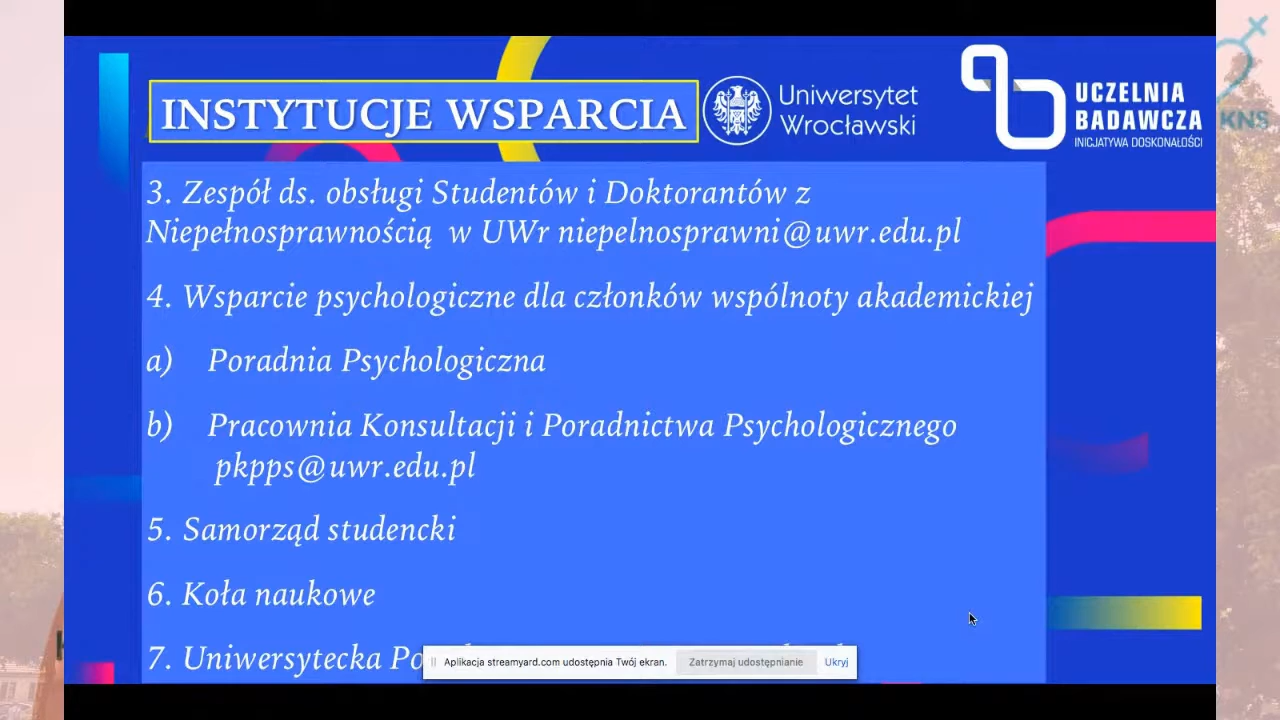 INSTYTUCJE WSPARCIA
Uniwersytet
Wrocławski
UCZELNIA
BADAWCZA
INICJATYWA DOSKONAŁOŚCI
KNS
3. Zespół ds. obsługi Studentów i Doktorantów z
Niepełnosprawnością w UWr niepelnosprawni@uwr.edu.pl
4. Wsparcie psychologiczne dla członków wspólnoty akademickiej
a) Poradnia Psychologiczna
b) Pracownia Konsultacji i Poradnictwa Psychologicznego
pkpps@uwr.edu.pl
5. Samorząd studencki
6. Koła naukowe
7. Uniwersytecka
Aplikacja streamyard.com udostępnia Twój ekran. Zatrzymaj udostępnianie Ukryj